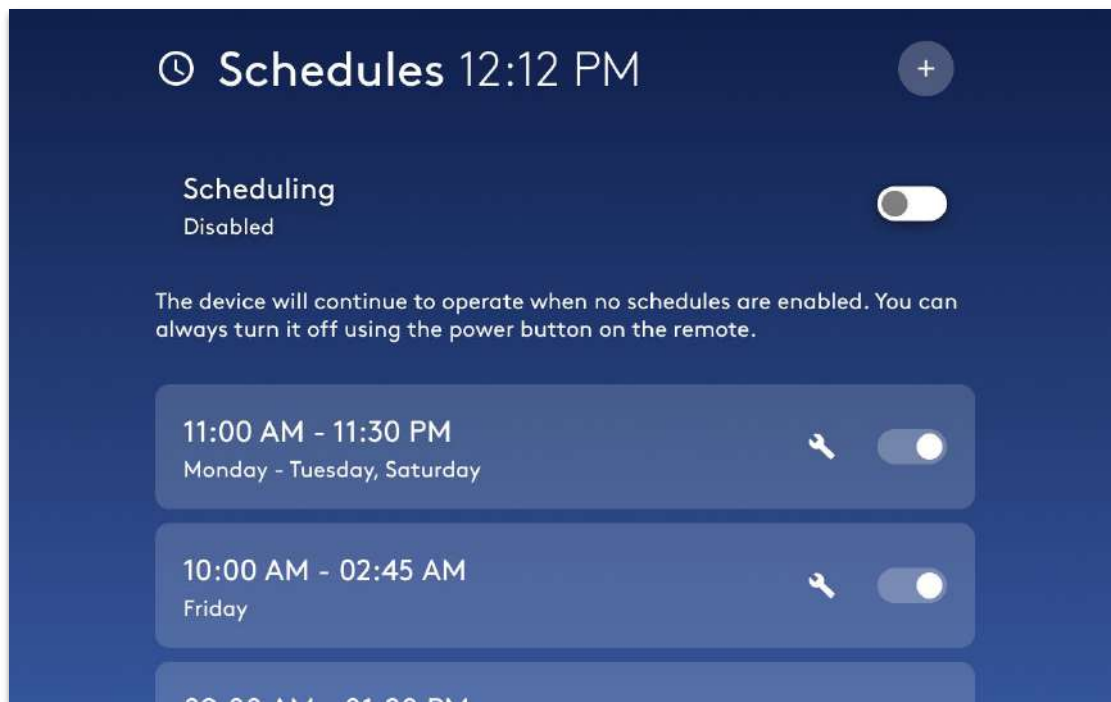 Schedules 12:12 PM
Scheduling
Disabled
The device will continue to operate when no schedules are enabled. You can
always turn it off using the power button on the remote.
11:00 AM - 11:30 PM
Monday - Tuesday, Saturday
10:00 AM - 02:45 AM
Friday